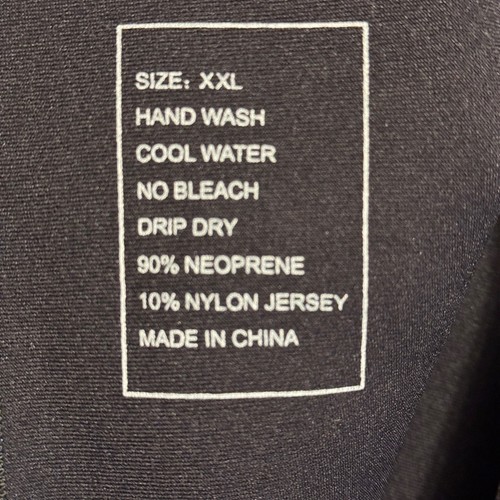 SIZE: XXL
HAND WASH
COOL WATER
NO BLEACH
DRIP DRY
90% NEOPRENE
10% NYLON JERSEY
MADE IN CHINA